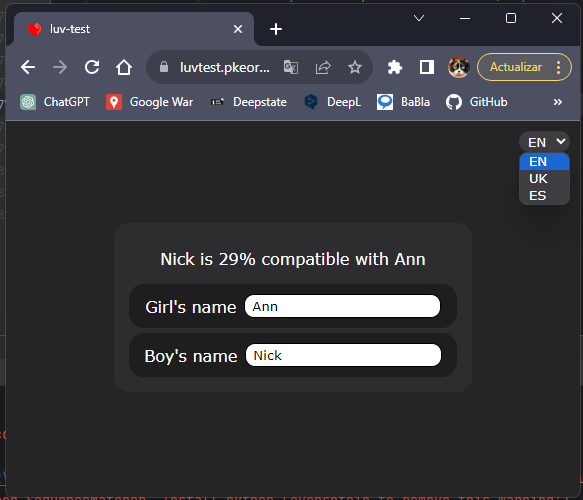 luv-test
luvtest.pkeor...
Actualizar
ChatGPT
Google War
Deepstate
DeepL
BaBla
GitHub
»
EN
EN
UK
ES
Nick is 29% compatible with Ann
Girl's name
Ann
Boy's name
Nick